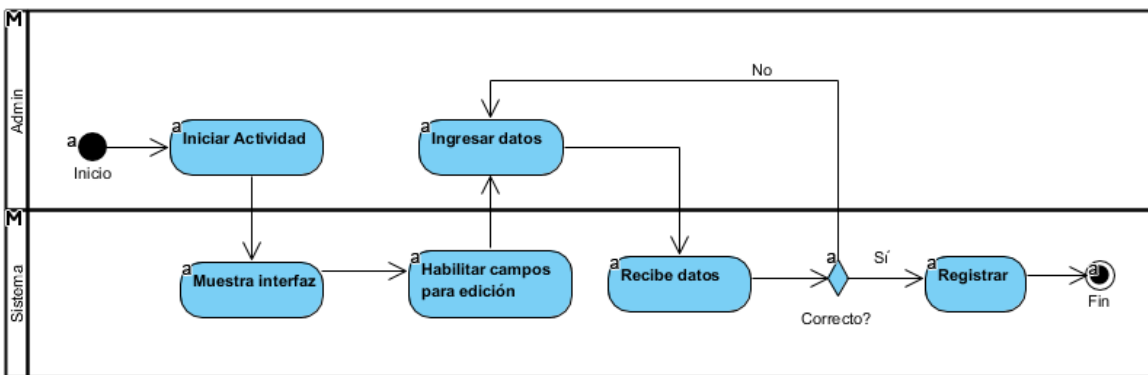 M
Admin
No
a
Inicio
a
Iniciar Actividad
a
Ingresar datos
M
Sistema
a
Muestra interfaz
a
Habilitar campos
para edición
a
Recibe datos
a
Correcto?
Sí
a
Registrar
a
Fin